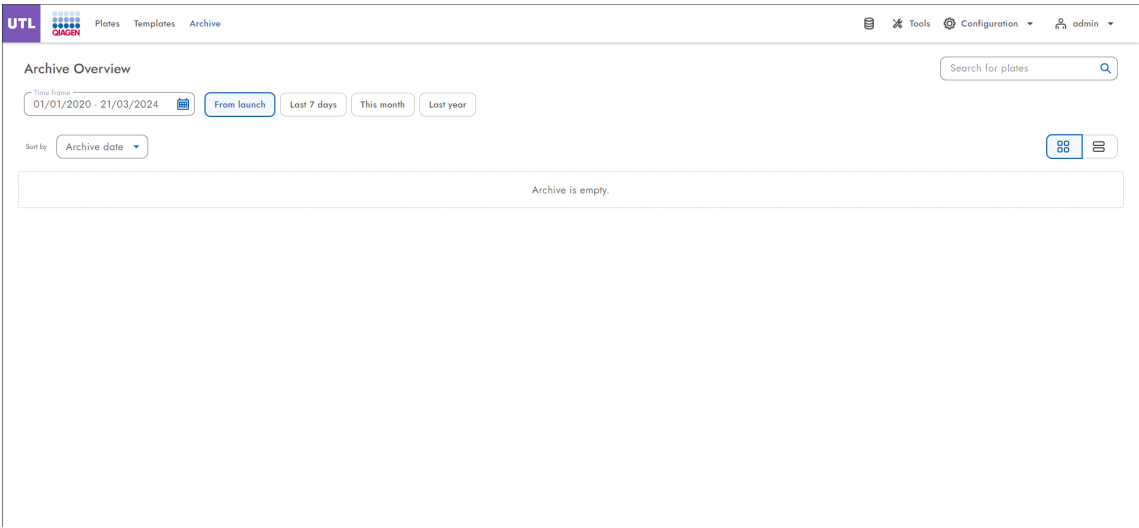 UTL QIAGEN Plates Templates Archive Tools Configuration admin
Archive Overview Search for plates
Time frame
01/01/2020 - 21/03/2024 From launch Last 7 days This month Last year
Sort by Archive date
Archive is empty.